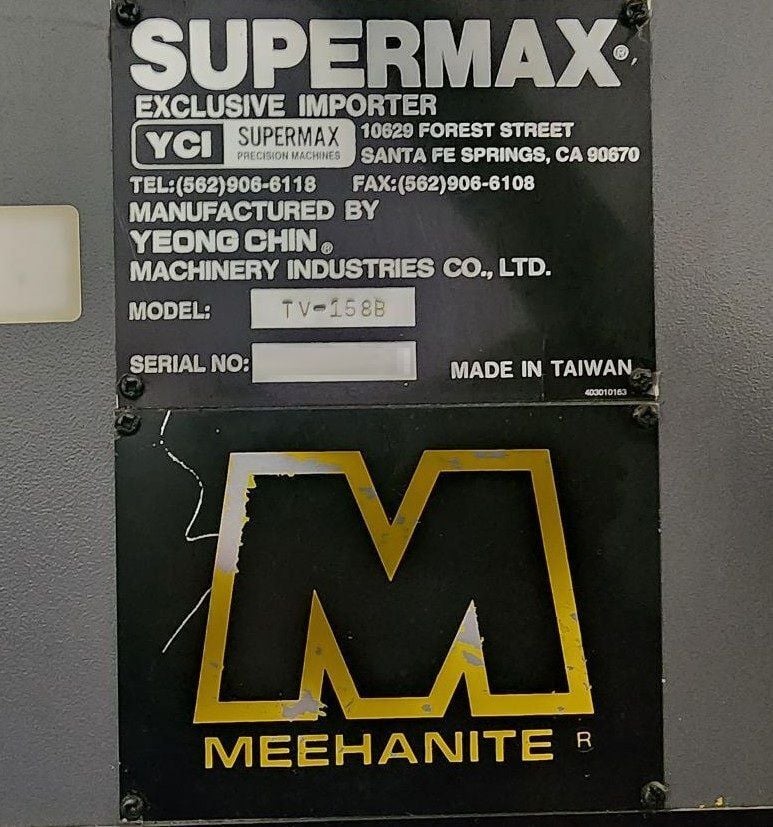 SUPERMAX®
EXCLUSIVE IMPORTER
YCI SUPERMAX PRECISION MACHINES
10629 FOREST STREET
SANTA FE SPRINGS, CA 90670
TEL:(562)906-6118 FAX:(562)906-6108
MANUFACTURED BY
YEONG CHIN®
MACHINERY INDUSTRIES CO., LTD.
MODEL: TV-158B
SERIAL NO:
MADE IN TAIWAN
403010163
MEEHANITE R